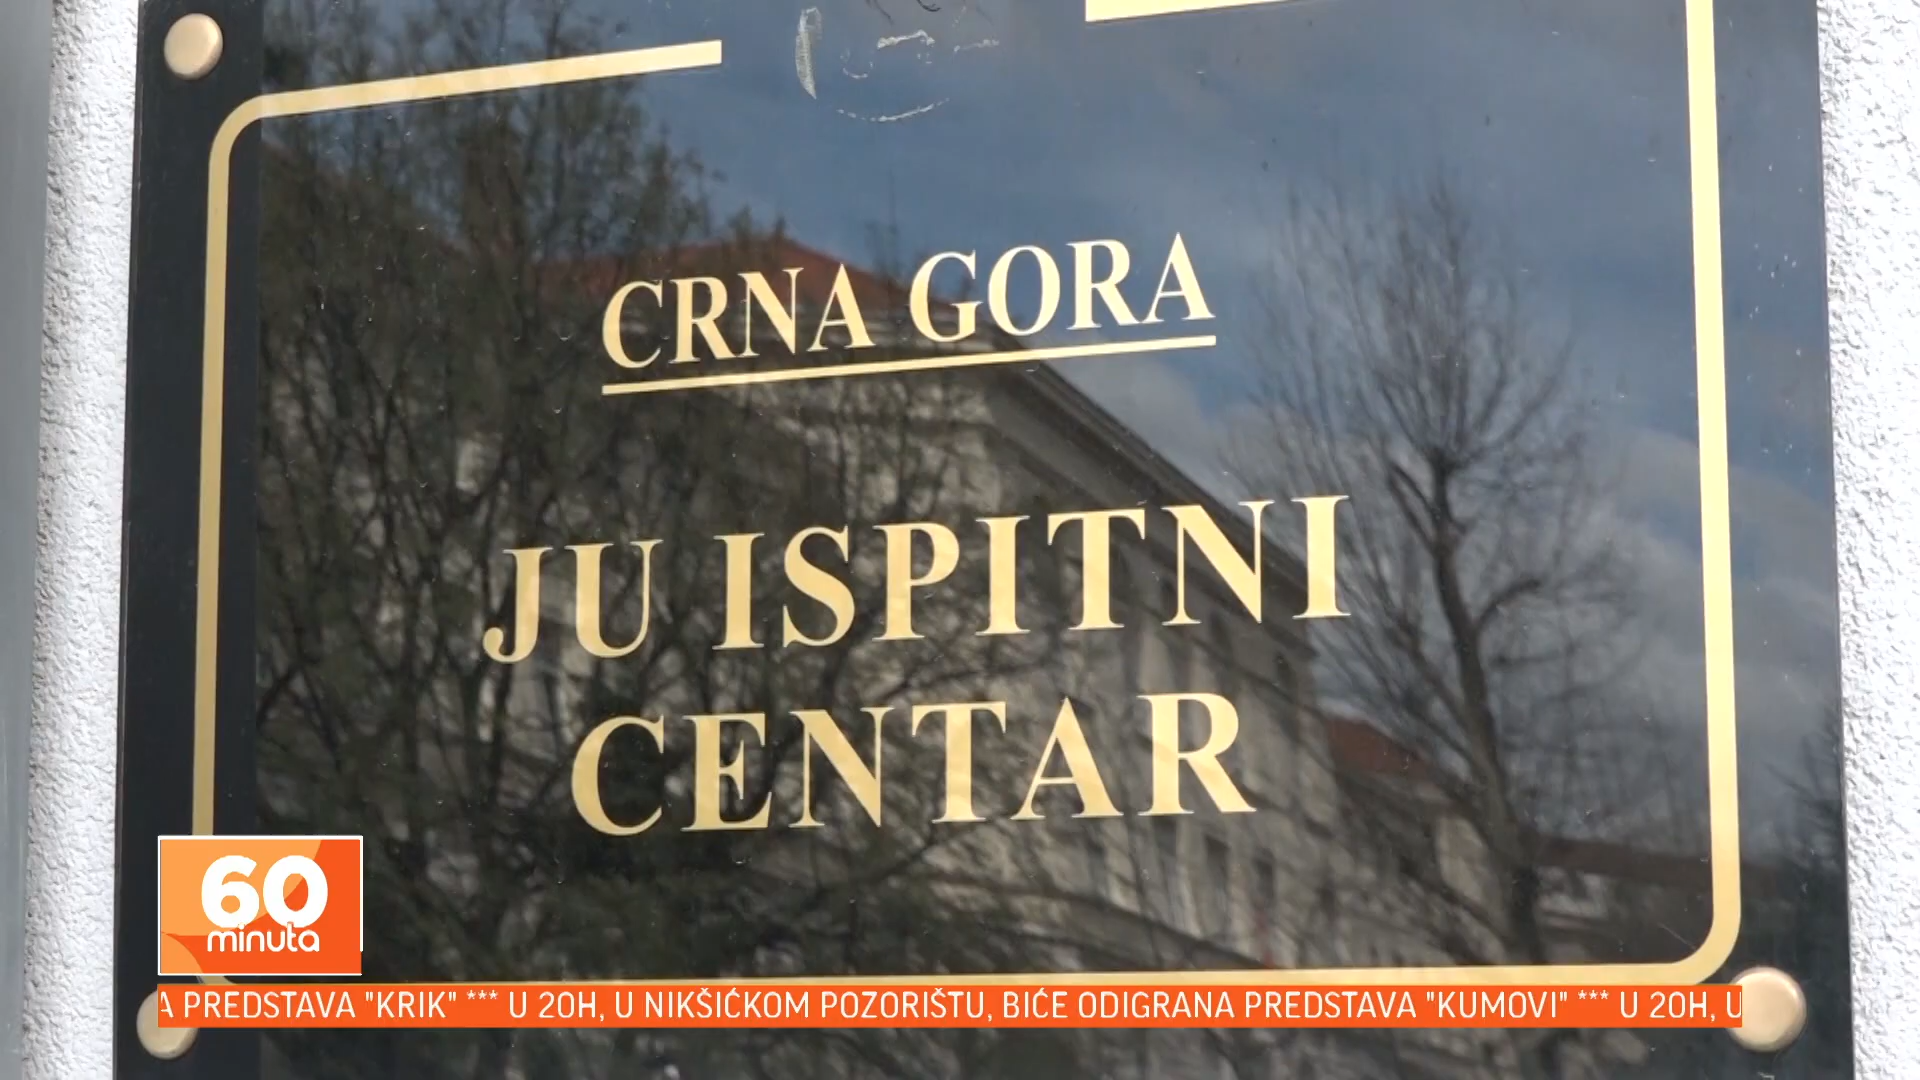 CRNA GORA
JU ISPITNI
CENTAR
60
minuta
PREDSTAVA "KRIK" *** U 20H, U NIKŠIĆKOM POZORIŠTU, BIĆE ODIGRANA PREDSTAVA "KUMOVI" *** U 20H, U